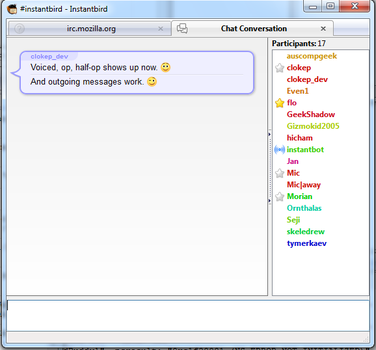 #instantbird - Instantbird
irc.mozilla.org
Chat Conversation
clokep_dev
Voiced, op, half-op shows up now.
And outgoing messages work.
Participants: 17
auscompgeek
clokep
clokep_dev
Even1
flo
GeekShadow
Gizmokid2005
hicham
instantbot
Jan
Mic
Mic|away
Morian
Ornthalas
Seji
skeledrew
tymerkaev